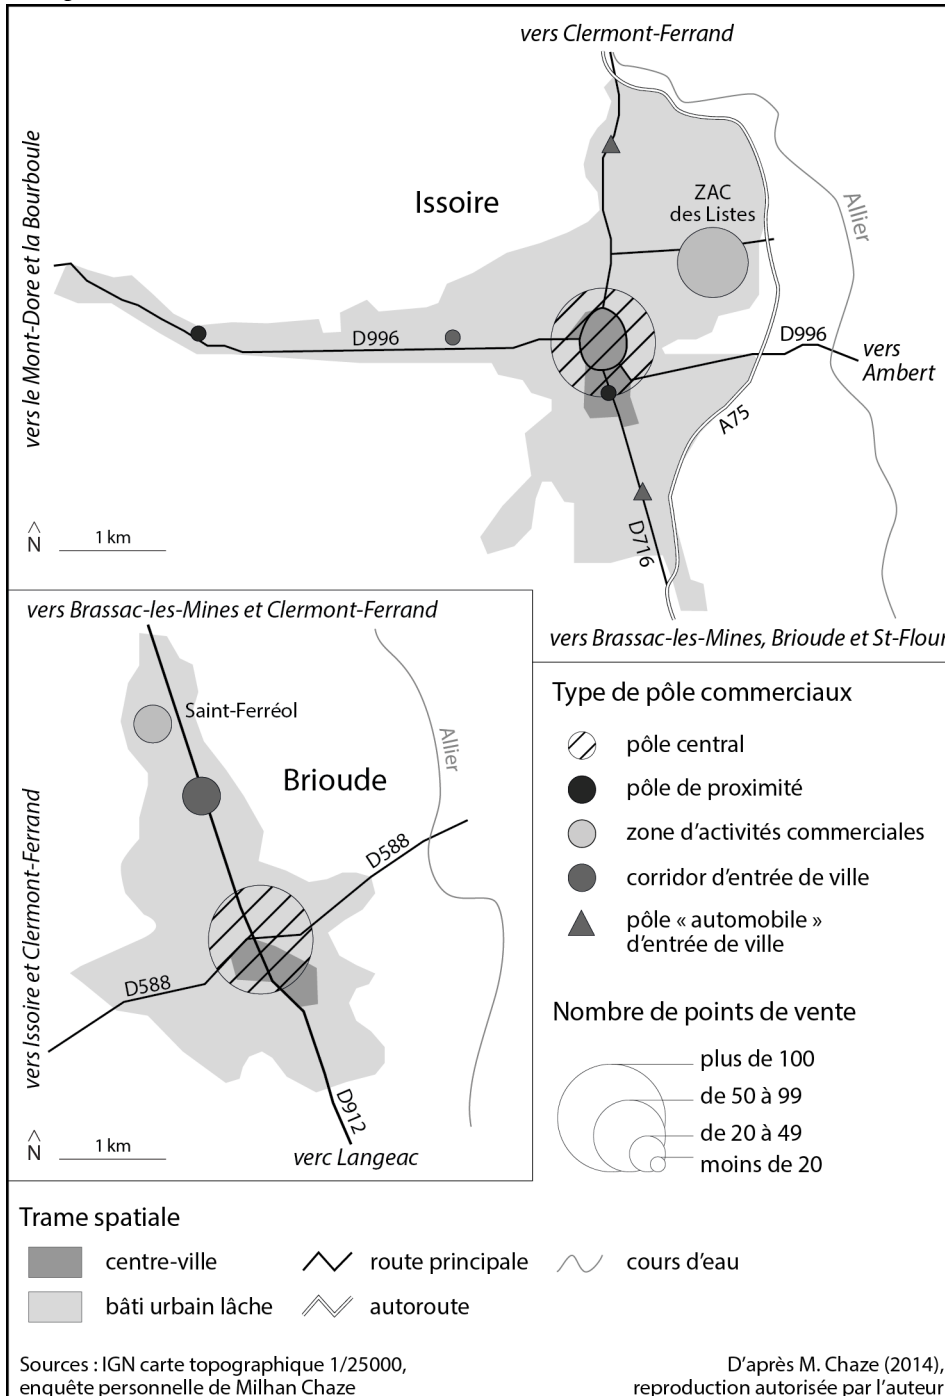 vers Clermont-Ferrand
vers le Mont-Dore et la Bourboule
Issoire
ZAC
des Listes
Allier
D996
D996
vers
Ambert
A75
N
1 km
D716
vers Brassac-les-Mines, Brioude et St-Flour
vers Brassac-les-Mines et Clermont-Ferrand
Saint-Ferréol
Allier
Brioude
vers Issoire et Clermont-Ferrand
D588
D588
N
1 km
D912
verc Langeac
Type de pôle commerciaux
pôle central
pôle de proximité
zone d'activités commerciales
corridor d'entrée de ville
pôle « automobile »
d'entrée de ville
Nombre de points de vente
plus de 100
de 50 à 99
de 20 à 49
moins de 20
Trame spatiale
centre-ville
route principale
cours d'eau
bâti urbain lâche
autoroute
Sources : IGN carte topographique 1/25000,
enquête personnelle de Milhan Chaze
D'après M. Chaze (2014),
reproduction autorisée par l'auteur